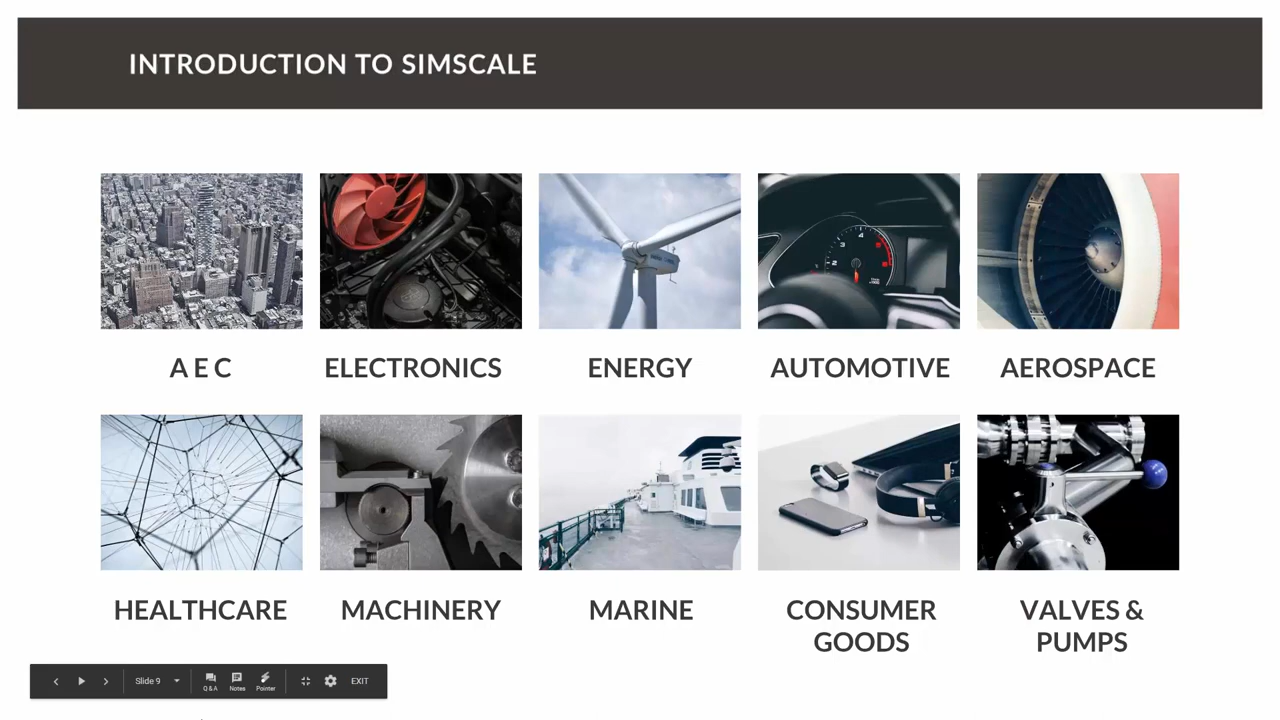 INTRODUCTION TO SIMSCALE
A E C
ELECTRONICS
ENERGY
AUTOMOTIVE
AEROSPACE
HEALTHCARE
MACHINERY
MARINE
CONSUMER
GOODS
VALVES &
PUMPS
Slide 9
Q & A
Notes
Pointer
EXIT